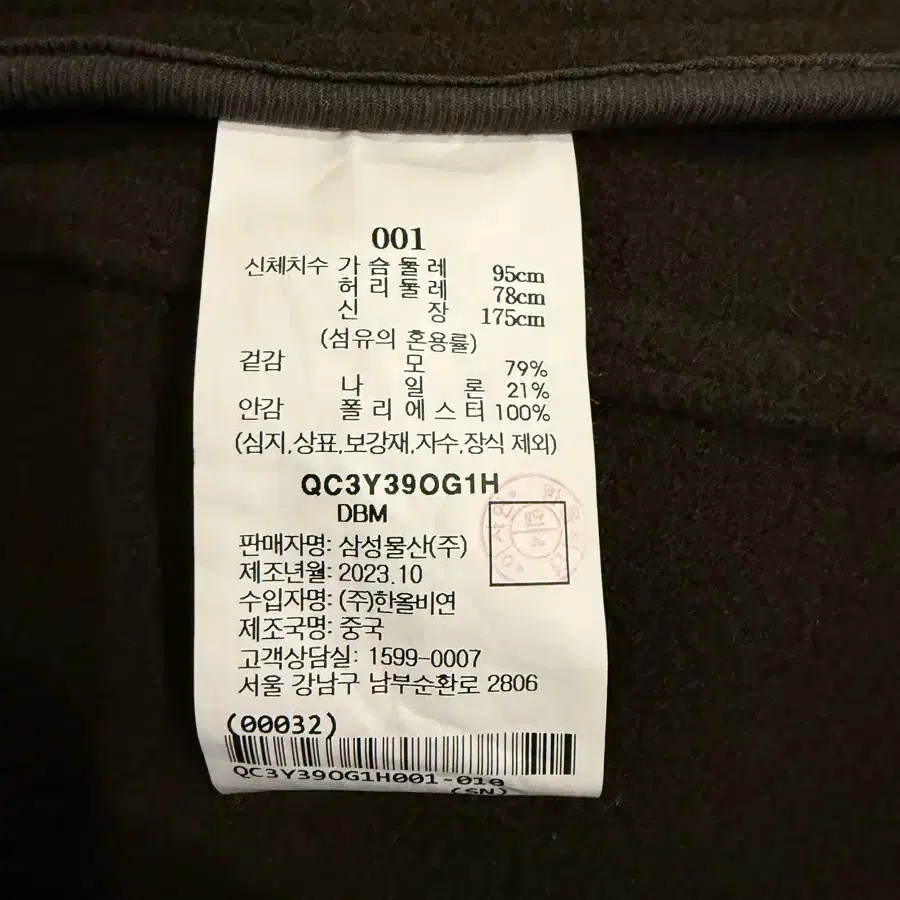 001
신체치수 가슴둘레 95cm
허리둘레 78cm
신장 175cm
(섬유의 혼용률)
겉감 모 79%
나일론 21%
안감 폴리에스터 100%
(심지,상표,보강재,자수,장식 제외)
QC3Y39OG1H
DBM
판매자명: 삼성물산(주)
제조년월: 2023.10
수입자명: (주)한올비연
제조국명: 중국
고객상담실: 1599-0007
서울 강남구 남부순환로 2806
(00032)
QC3Y39OG1H001-010
(SN)